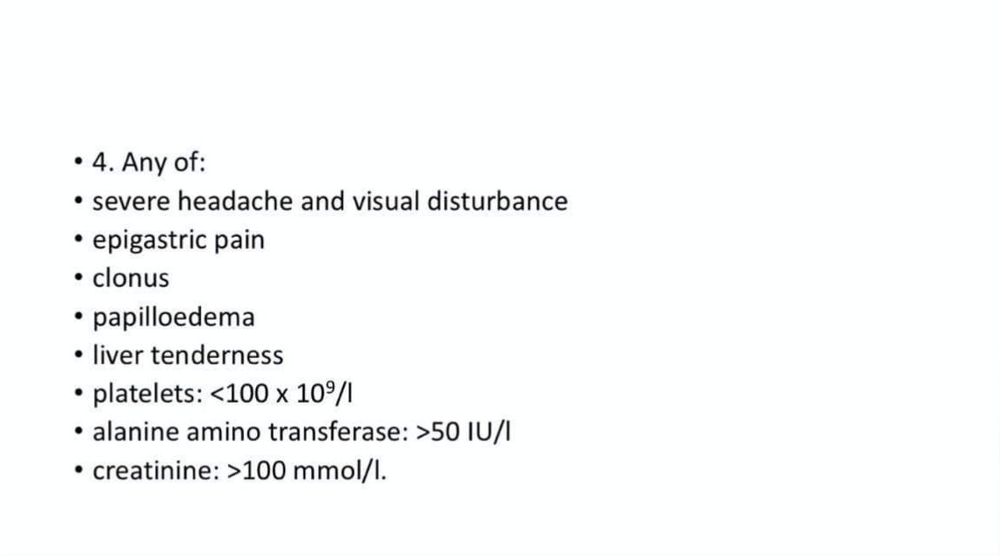 • 4. Any of:
• severe headache and visual disturbance
• epigastric pain
• clonus
• papilloedema
• liver tenderness
• platelets: <100 x 10⁹/l
• alanine amino transferase: >50 IU/l
• creatinine: >100 mmol/l.